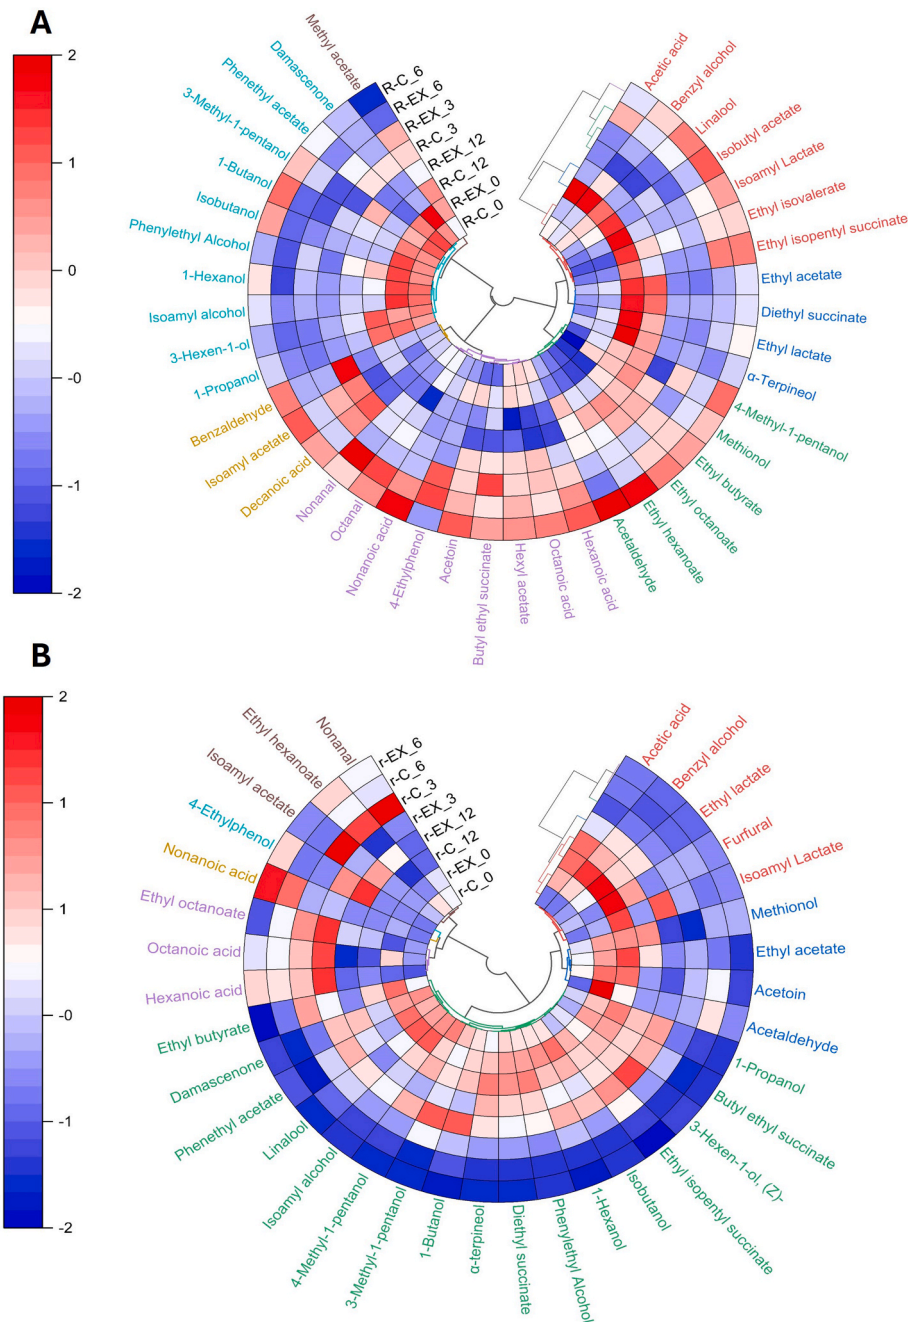 A
2
1
0
-0
-1
-2
Methyl acetate
Damascenone
Phenethyl acetate
3-Methyl-1-pentanol
1-Butanol
Isobutanol
Phenylethyl Alcohol
1-Hexanol
Isoamyl alcohol
3-Hexen-1-ol
1-Propanol
Benzaldehyde
Isoamyl acetate
Decanoic acid
Nonanal
Octanal
Nonanoic acid
4-Ethylphenol
Acetoin
Butyl ethyl succinate
Hexyl acetate
Octanoic acid
Hexanoic acid
Acetaldehyde
Ethyl hexanoate
Ethyl octanoate
Ethyl butyrate
Methionol
4-Methyl-1-pentanol
α-Terpineol
Ethyl lactate
Diethyl succinate
Ethyl acetate
Ethyl isopentyl succinate
Ethyl isovalerate
Isoamyl Lactate
Isobutyl acetate
Linalool
Benzyl alcohol
Acetic acid
R-C_6
R-EX_6
R-EX_3
R-C_3
R-EX_12
R-C_12
R-EX_0
R-C_0
B
2
1
1
-0
-1
-2
Nonanal
Ethyl hexanoate
Isoamyl acetate
4-Ethylphenol
Nonanoic acid
Ethyl octanoate
Octanoic acid
Hexanoic acid
Ethyl butyrate
Damascenone
Phenethyl acetate
Linalool
Isoamyl alcohol
4-Methyl-1-pentanol
3-Methyl-1-pentanol
1-Butanol
α-terpineol
Diethyl succinate
Phenylethyl Alcohol
1-Hexanol
Isobutanol
Ethyl isopentyl succinate
3-Hexen-1-ol, (Z)-
Butyl ethyl succinate
1-Propanol
Acetaldehyde
Acetoin
Ethyl acetate
Methionol
Isoamyl Lactate
Furfural
Ethyl lactate
Benzyl alcohol
Acetic acid
r-EX_6
r-C_6
r-C_3
r-EX_3
r-EX_12
r-C_12
r-EX_0
r-C_0